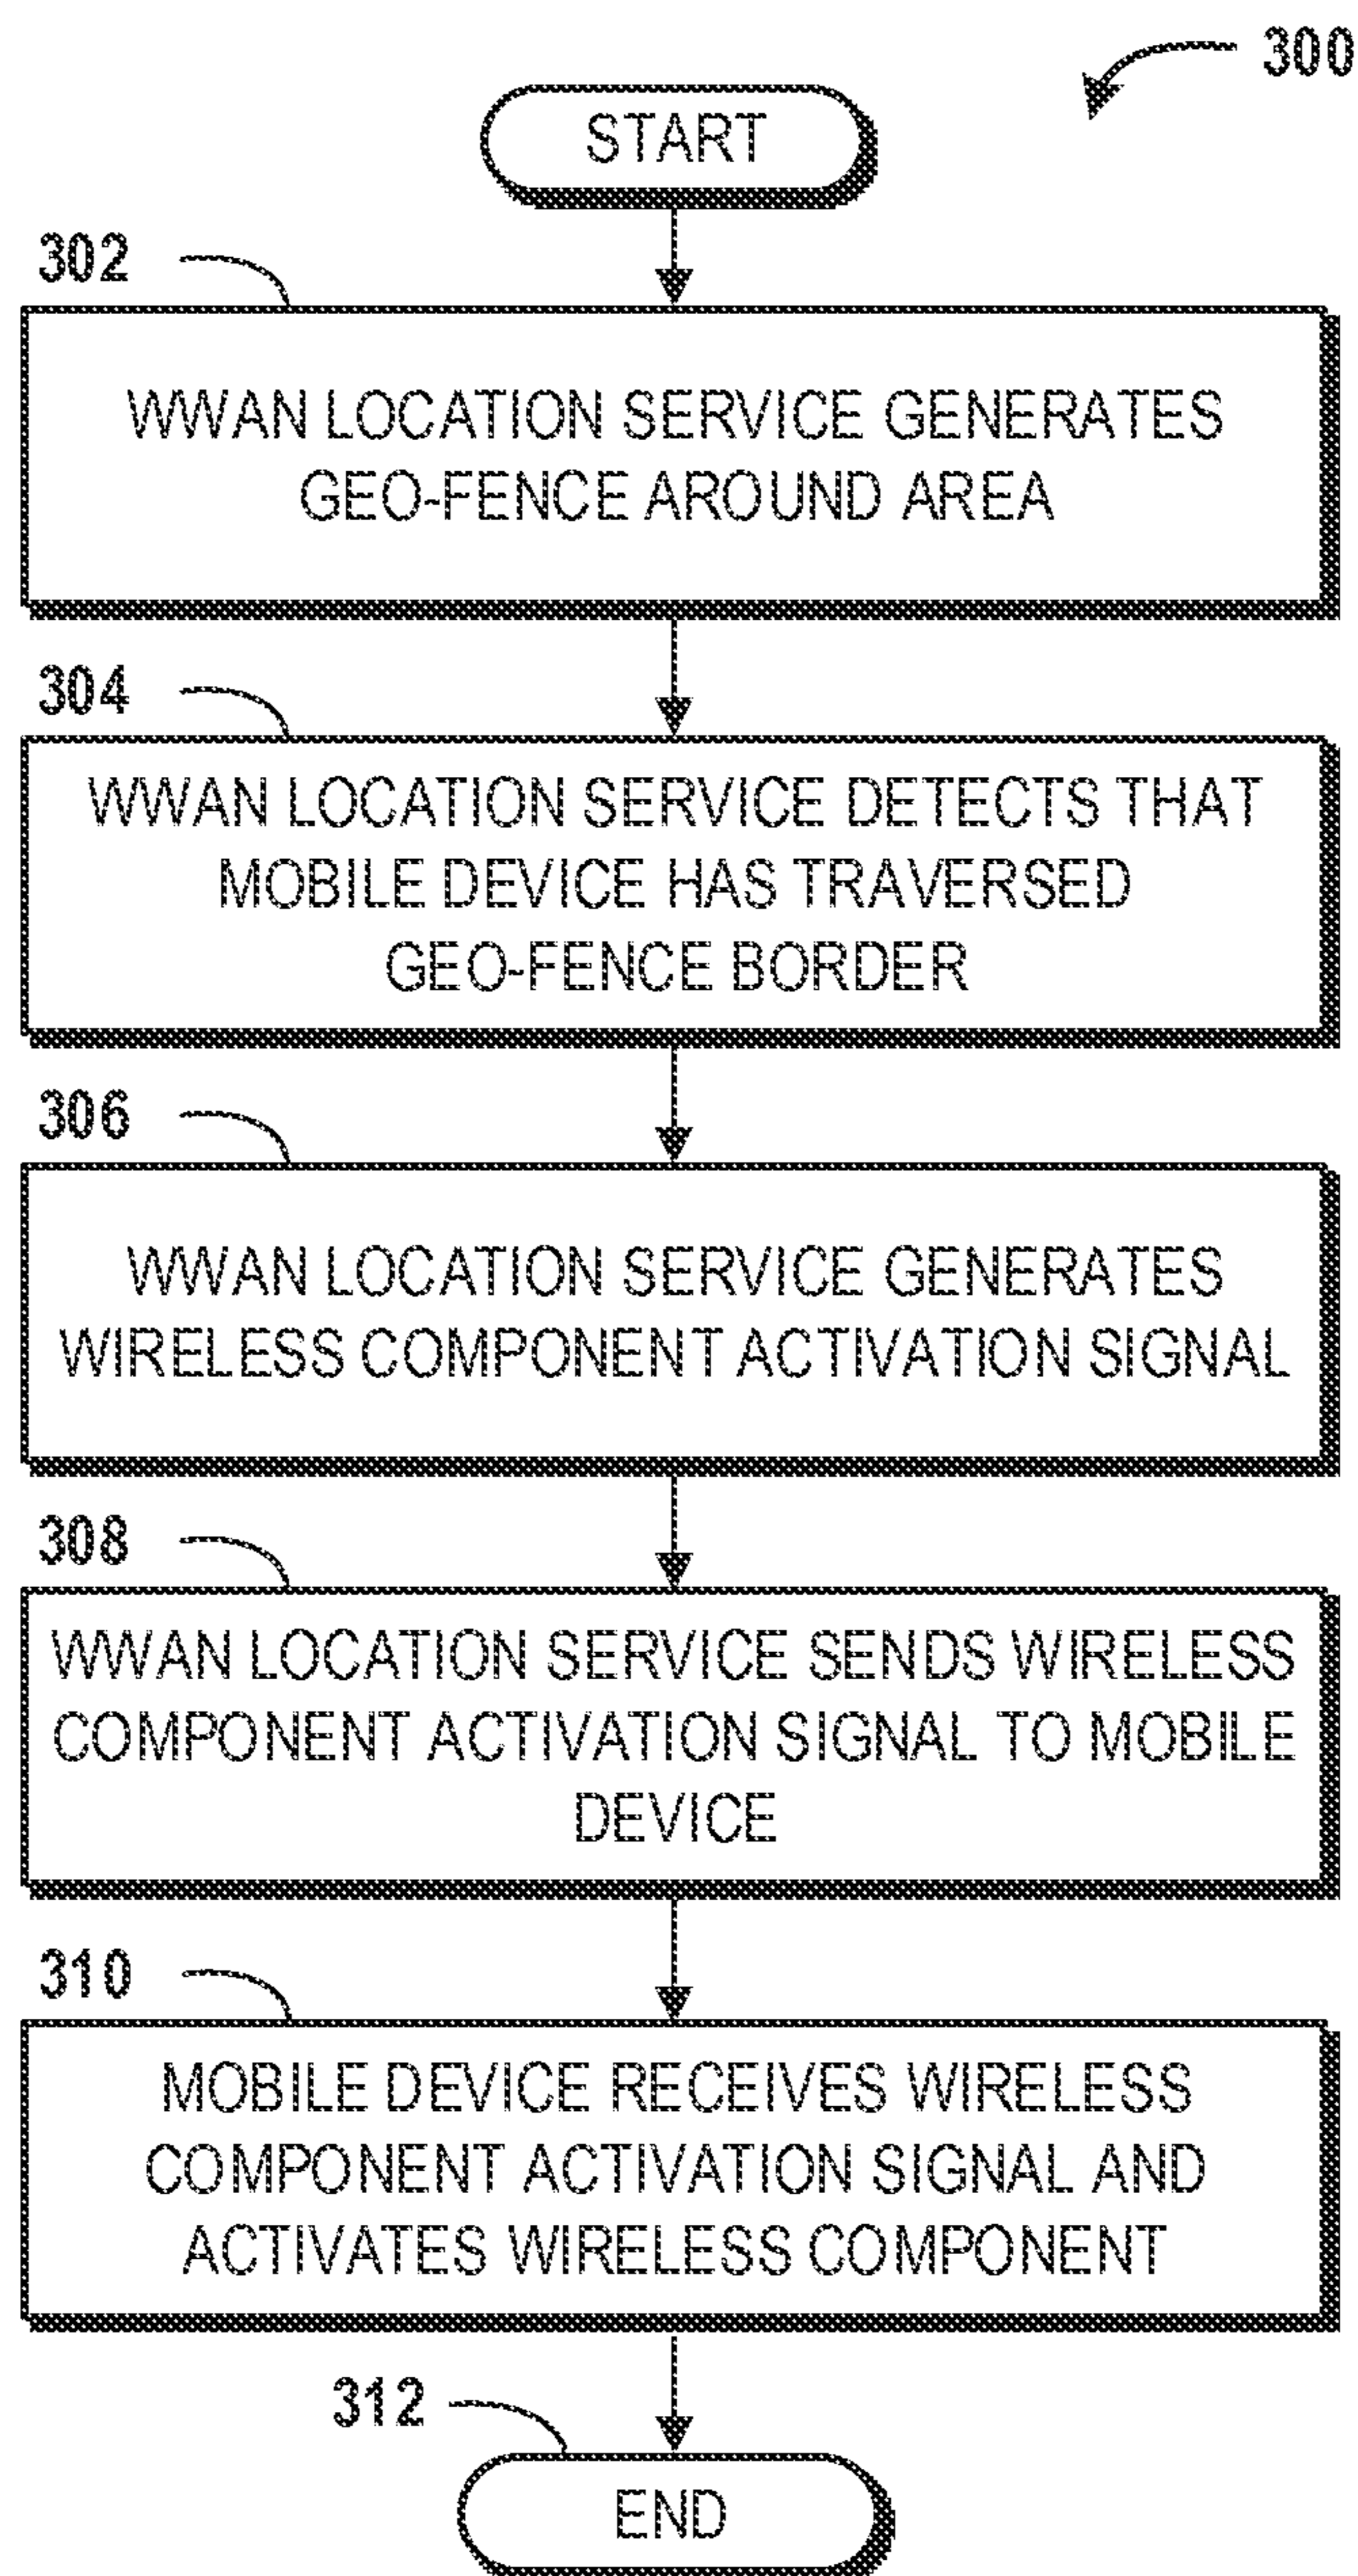 300
START
302
WWAN LOCATION SERVICE GENERATES
GEO-FENCE AROUND AREA
304
WWAN LOCATION SERVICE DETECTS THAT
MOBILE DEVICE HAS TRAVERSED
GEO-FENCE BORDER
306
WWAN LOCATION SERVICE GENERATES
WIRELESS COMPONENT ACTIVATION SIGNAL
308
WWAN LOCATION SERVICE SENDS WIRELESS
COMPONENT ACTIVATION SIGNAL TO MOBILE
DEVICE
310
MOBILE DEVICE RECEIVES WIRELESS
COMPONENT ACTIVATION SIGNAL AND
ACTIVATES WIRELESS COMPONENT
312
END